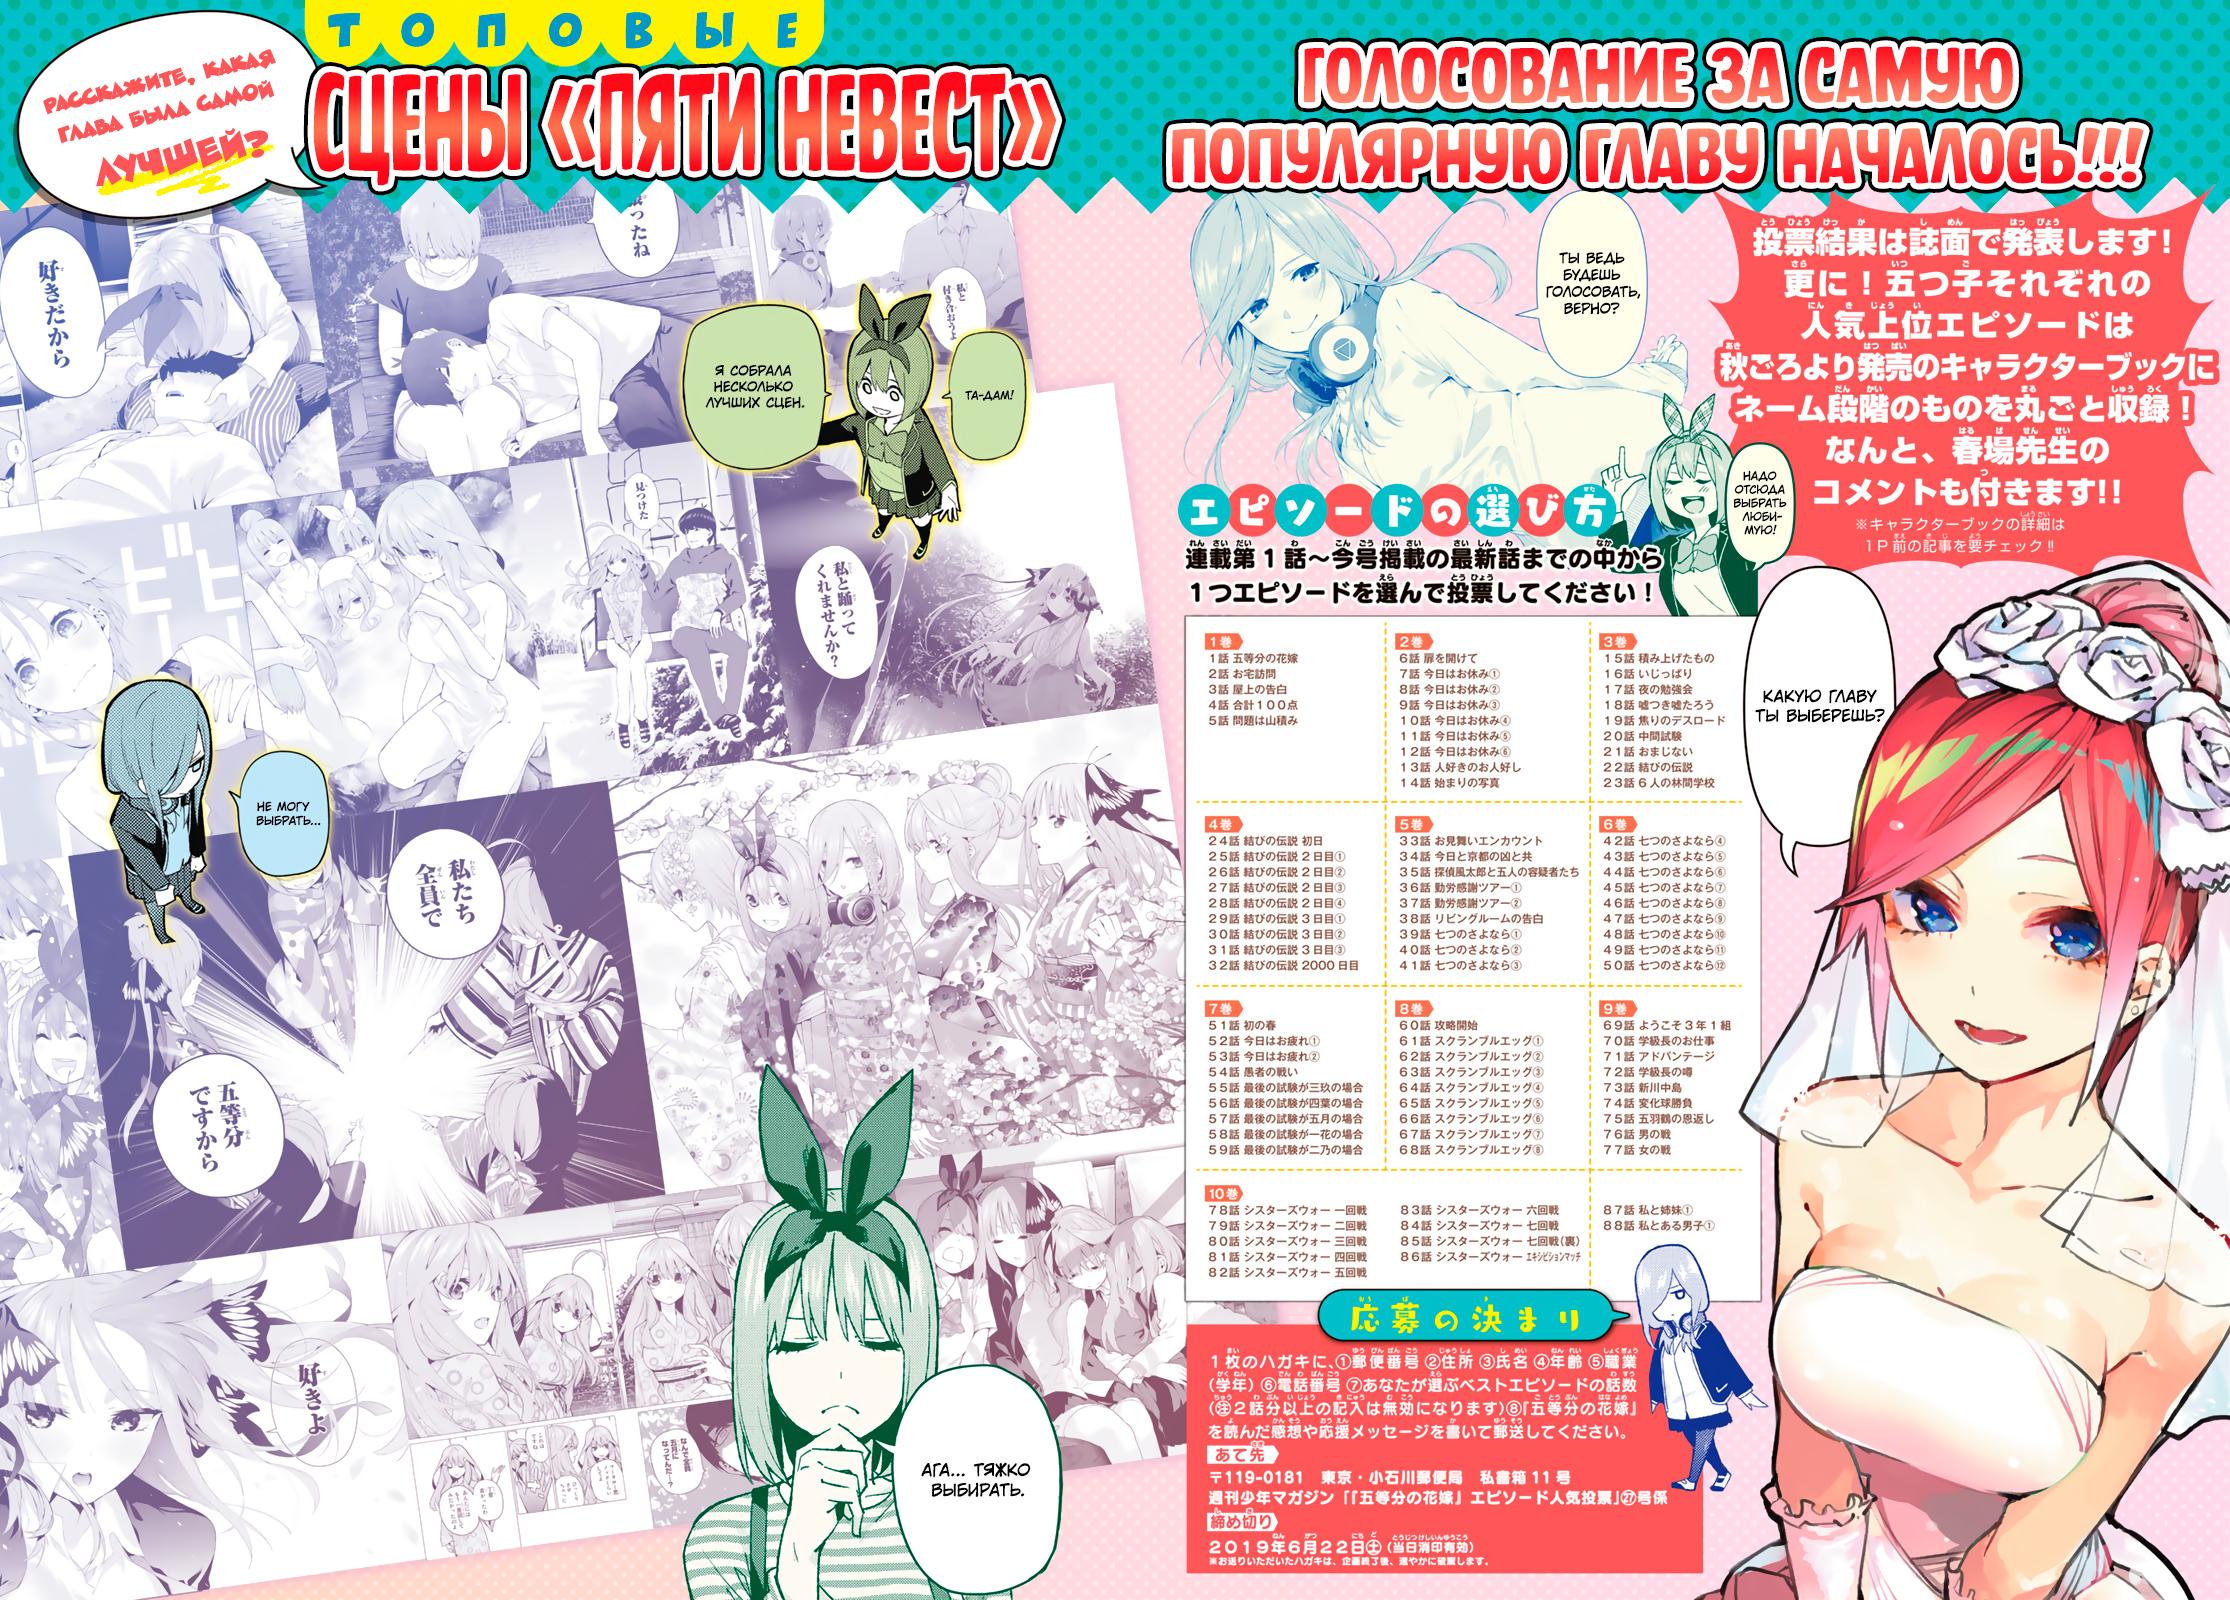 РАССКАЖИТЕ, КАКАЯ
ГЛАВА БЫЛА САМОЙ
ЛУЧШЕЙ?
ТОПОВЫЕ
СЦЕНЫ «ПЯТИ НЕВЕСТ»
ГОЛОСОВАНИЕ ЗА САМУЮ
ПОПУЛЯРНУЮ ГЛАВУ НАЧАЛОСЬ!!!
好きだから
私と
付き合おうよ
Я СОБРАЛА
НЕСКОЛЬКО
ЛУЧШИХ СЦЕН.
ТА-ДАМ!
見つけた
私と踊って
くれませんか?
НЕ МОГУ
ВЫБРАТЬ...
私たち
全員で
五等分
ですから
好きよ
АГА... ТЯЖКО
ВЫБИРАТЬ.
ТЫ ВЕДЬ
БУДЕШЬ
ГОЛОСОВАТЬ,
ВЕРНО?
投票結果は誌面で発表します!
更に!五つ子それぞれの
人気上位エピソードは
秋ごろより発売のキャラクターブックに
ネーム段階のものを丸ごと収録!
なんと、春場先生の
コメントも付きます!!
※キャラクターブックの詳細は
1P前の記事を要チェック!!
НАДО
ОТСЮДА
ВЫБРАТЬ
ЛЮБИ-
МУЮ!
エピソードの選び方
連載第1話~今号掲載の最新話までの中から
1つエピソードを選んで投票してください!
КАКУЮ ГЛАВУ
ТЫ ВЫБЕРЕШЬ?
1巻
1話 五等分の花嫁
2話 お宅訪問
3話 屋上の告白
4話 合計100点
5話 問題は山積み
2巻
6話 扉を開けて
7話 今日はお休み①
8話 今日はお休み②
9話 今日はお休み③
10話 今日はお休み④
11話 今日はお休み⑤
12話 今日はお休み⑥
13話 人好きのお人好し
14話 始まりの写真
3巻
15話 積み上げたもの
16話 いじっぱり
17話 夜の勉強会
18話 嘘つき嘘たろう
19話 焦りのデスロード
20話 中間試験
21話 おまじない
22話 結びの伝説
23話 6人の林間学校
4巻
24話 結びの伝説 初日
25話 結びの伝説 2日目①
26話 結びの伝説 2日目②
27話 結びの伝説 2日目③
28話 結びの伝説 2日目④
29話 結びの伝説 3日目①
30話 結びの伝説 3日目②
31話 結びの伝説 3日目③
32話 結びの伝説 2000日目
5巻
33話 お見舞いエンカウント
34話 今日と京都の凶と共
35話 探偵風太郎と五人の容疑者たち
36話 勤労感謝ツアー①
37話 勤労感謝ツアー②
38話 リビングルームの告白
39話 七つのさよなら①
40話 七つのさよなら②
41話 七つのさよなら③
6巻
42話 七つのさよなら④
43話 七つのさよなら⑤
44話 七つのさよなら⑥
45話 七つのさよなら⑦
46話 七つのさよなら⑧
47話 七つのさよなら⑨
48話 七つのさよなら⑩
49話 七つのさよなら⑪
50話 七つのさよなら⑫
7巻
51話 初の春
52話 今日はお疲れ①
53話 今日はお疲れ②
54話 愚者の戦い
55話 最後の試験が三玖の場合
56話 最後の試験が四葉の場合
57話 最後の試験が五月の場合
58話 最後の試験が一花の場合
59話 最後の試験が二乃の場合
8巻
60話 攻略開始
61話 スクランブルエッグ①
62話 スクランブルエッグ②
63話 スクランブルエッグ③
64話 スクランブルエッグ④
65話 スクランブルエッグ⑤
66話 スクランブルエッグ⑥
67話 スクランブルエッグ⑦
68話 スクランブルエッグ⑧
9巻
69話 ようこそ3年1組
70話 学級長のお仕事
71話 アドバンテージ
72話 学級長の噂
73話 新川中島
74話 変化球勝負
75話 五羽鶴の恩返し
76話 男の戦
77話 女の戦
10巻
78話 シスターズウォー 一回戦
79話 シスターズウォー 二回戦
80話 シスターズウォー 三回戦
81話 シスターズウォー 四回戦
82話 シスターズウォー 五回戦
83話 シスターズウォー 六回戦
84話 シスターズウォー 七回戦
85話 シスターズウォー 七回戦(裏)
86話 シスターズウォー エキシビションマッチ
87話 私と姉妹①
88話 私とある男子①
応募の決まり
1枚のハガキに、①郵便番号 ②住所 ③氏名 ④年齢 ⑤職業
(学年) ⑥電話番号 ⑦あなたが選ぶベストエピソードの話数
(㊟2話分以上の記入は無効になります)⑧『五等分の花嫁』
を読んだ感想や応援メッセージを書いて郵送してください。
あて先
〒119-0181 東京・小石川郵便局 私書箱11号
週刊少年マガジン「『五等分の花嫁』エピソード人気投票」㉗号係
締め切り
2019年6月22日㊏(当日消印有効)
※お送りいただいたハガキは、企画終了後、速やかに破棄します。